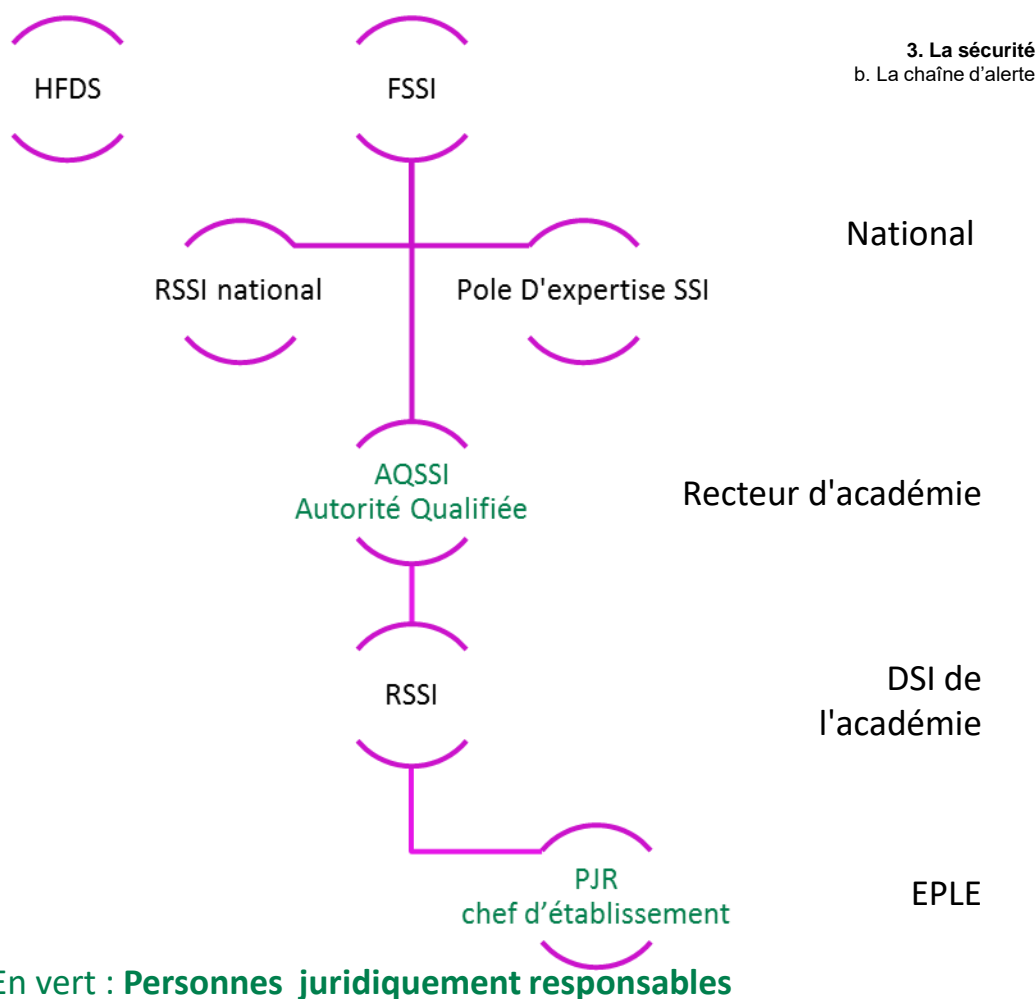 3. La sécurité
b. La chaîne d’alerte
HFDS
FSSI
National
RSSI national
Pole D'expertise SSI
AQSSI
Autorité Qualifiée
Recteur d'académie
RSSI
DSI de
l'académie
PJR
chef d’établissement
EPLE
En vert : Personnes juridiquement responsables